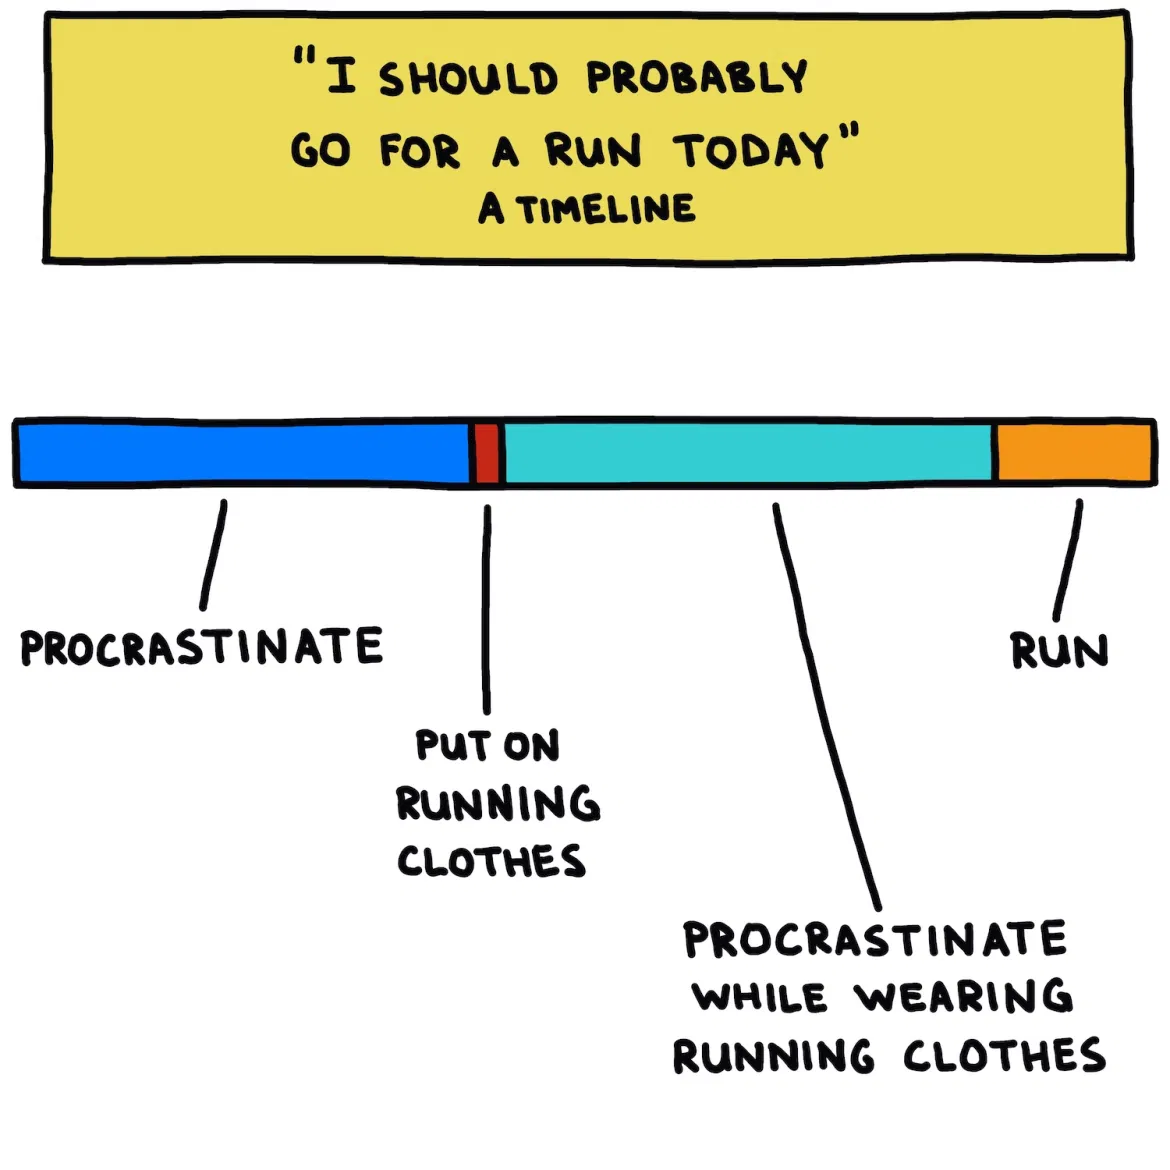 "I SHOULD PROBABLY
GO FOR A RUN TODAY"
A TIMELINE
PROCRASTINATE
PUT ON
RUNNING
CLOTHES
PROCRASTINATE
WHILE WEARING
RUNNING CLOTHES
RUN